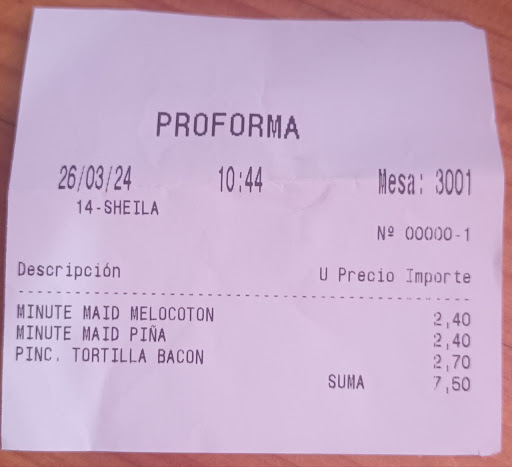 PROFORMA
26/03/24 10:44 Mesa: 3001
14-SHEILA
Nº 00000-1
Descripción U Precio Importe
MINUTE MAID MELOCOTON 2,40
MINUTE MAID PIÑA 2,40
PINC. TORTILLA BACON 2,70
SUMA 7,50